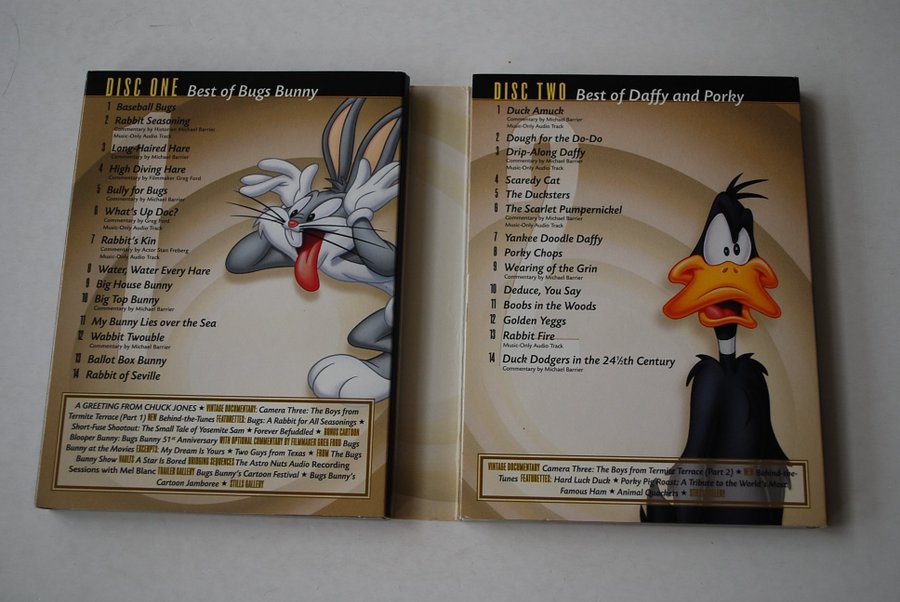 DISC ONE Best of Bugs Bunny
1 Baseball Bugs
2 Rabbit Seasoning
Commentary by Historian Michael Barrier
Music-Only Audio Track
3 Long-Haired Hare
Commentary by Michael Barrier
4 High Diving Hare
Commentary by Filmmaker Greg Ford
5 Bully for Bugs
Commentary by Michael Barrier
6 What's Up Doc?
Commentary by Greg Ford
Music-Only Audio Track
7 Rabbit's Kin
Commentary by Actor Stan Freberg
Music-Only Audio Track
8 Water, Water Every Hare
9 Big House Bunny
10 Big Top Bunny
Commentary by Michael Barrier
11 My Bunny Lies over the Sea
12 Wabbit Twouble
Commentary by Michael Barrier
13 Ballot Box Bunny
14 Rabbit of Seville
A GREETING FROM CHUCK JONES ★ VINTAGE DOCUMENTARY: Camera Three: The Boys from
Termite Terrace (Part 1) NEW Behind-the-Tunes FEATURETTES: Bugs: A Rabbit for All Seasonings ★
Short-Fuse Shootout: The Small Tale of Yosemite Sam ★ Forever Befuddled ★ BONUS CARTOON
Blooper Bunny: Bugs Bunny 51st Anniversary WITH OPTIONAL COMMENTARY BY FILMMAKER GREG FORD Bugs
Bunny at the Movies EXCERPTS: My Dream Is Yours ★ Two Guys from Texas ★ FROM The Bugs
Bunny Show VAULTS A Star Is Bored BRIDGING SEQUENCES The Astro Nuts Audio Recording
Sessions with Mel Blanc TRAILER GALLERY Bugs Bunny's Cartoon Festival ★ Bugs Bunny's
Cartoon Jamboree ★ STILLS GALLERY
DISC TWO Best of Daffy and Porky
1 Duck Amuck
Commentary by Michael Barrier
Music-Only Audio Track
2 Dough for the Do-Do
3 Drip-Along Daffy
Commentary by Michael Barrier
Music-Only Audio Track
4 Scaredy Cat
5 The Ducksters
6 The Scarlet Pumpernickel
Commentary by Michael Barrier
Music-Only Audio Track
7 Yankee Doodle Daffy
8 Porky Chops
9 Wearing of the Grin
Commentary by Michael Barrier
10 Deduce, You Say
11 Boobs in the Woods
12 Golden Yeggs
13 Rabbit Fire
Music-Only Audio Track
14 Duck Dodgers in the 24½th Century
Commentary by Michael Barrier
VINTAGE DOCUMENTARY Camera Three: The Boys from Termite Terrace (Part 2) ★ NEW Behind-the-
Tunes FEATURETTES: Hard Luck Duck ★ Porky Pig Roast: A Tribute to the World's Most
Famous Ham ★ Animal Quackers ★ STILLS GALLERY